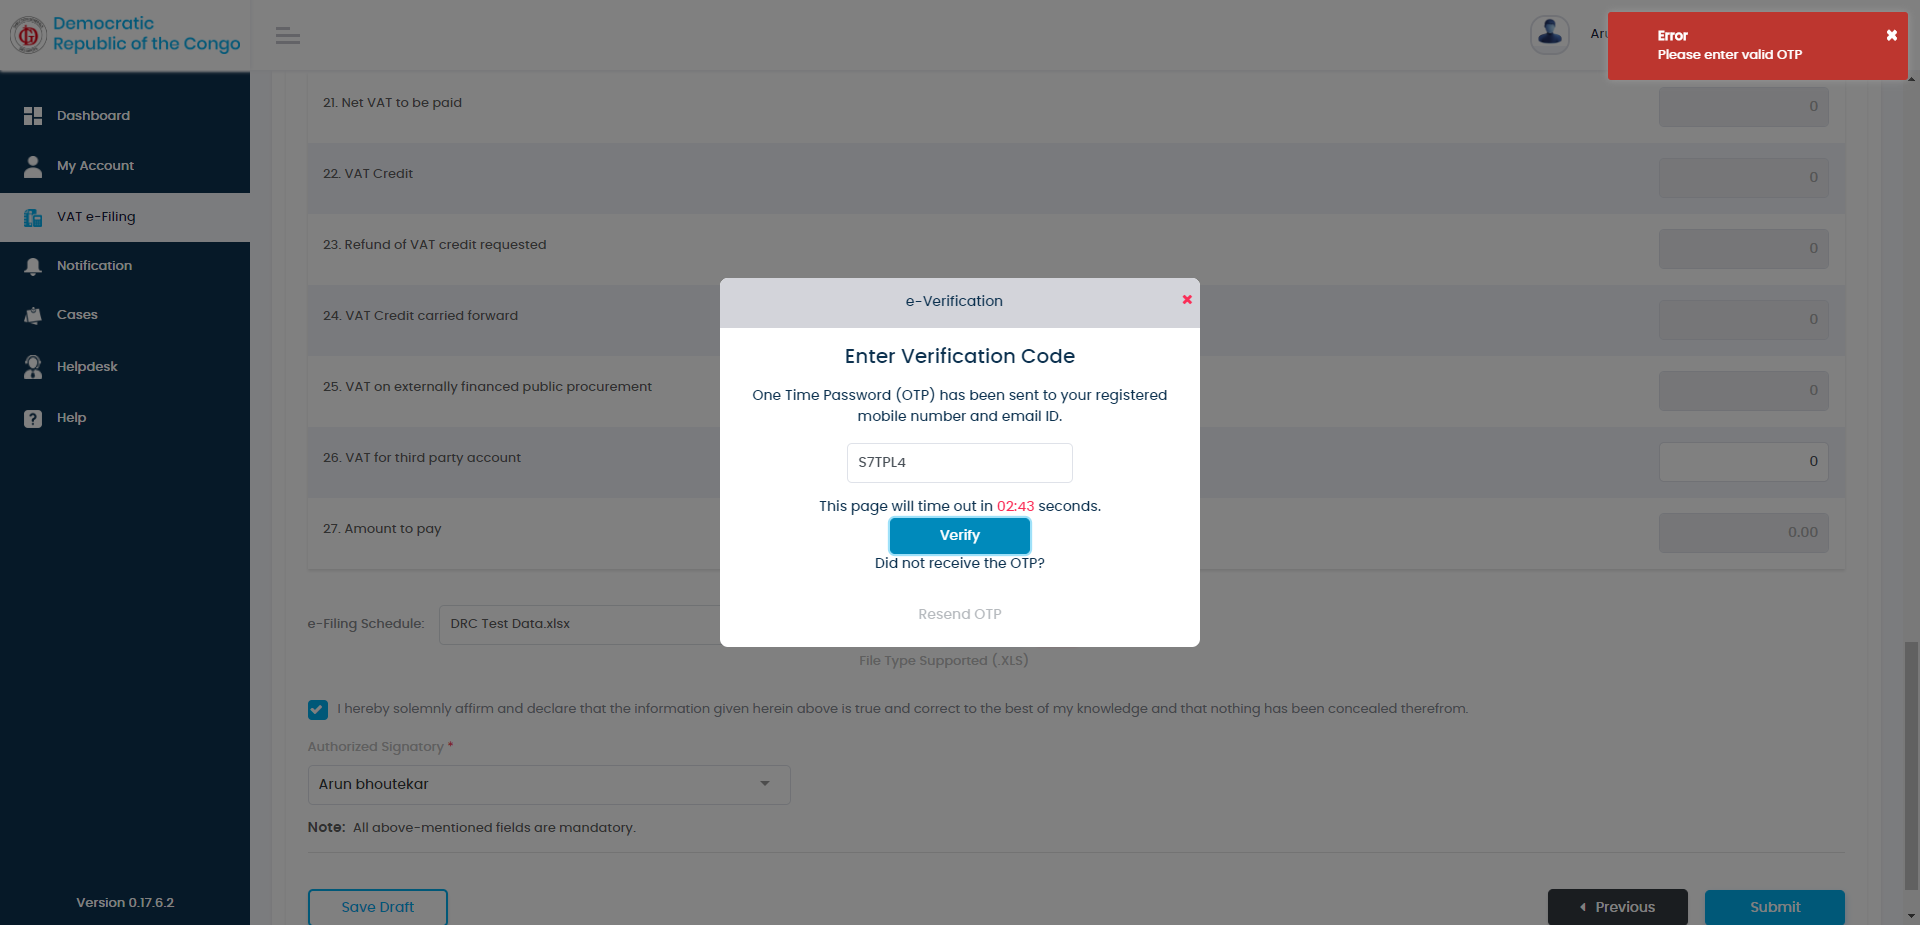 Democratic
Republic of the Congo
Error
Please enter valid OTP
Dashboard
My Account
VAT e-Filing
Notification
Cases
Helpdesk
Help
Version 0.17.6.2
21. Net VAT to be paid
0
22. VAT Credit
0
23. Refund of VAT credit requested
0
24. VAT Credit carried forward
0
25. VAT on externally financed public procurement
0
26. VAT for third party account
0
27. Amount to pay
0.00
e-Verification
Enter Verification Code
One Time Password (OTP) has been sent to your registered
mobile number and email ID.
S7TPL4
This page will time out in 02:43 seconds.
Verify
Did not receive the OTP?
Resend OTP
e-Filing Schedule:
DRC Test Data.xlsx
File Type Supported (.XLS)
I hereby solemnly affirm and declare that the information given herein above is true and correct to the best of my knowledge and that nothing has been concealed therefrom.
Authorized Signatory *
Arun bhoutekar
Note: All above-mentioned fields are mandatory.
Save Draft
Previous
Submit